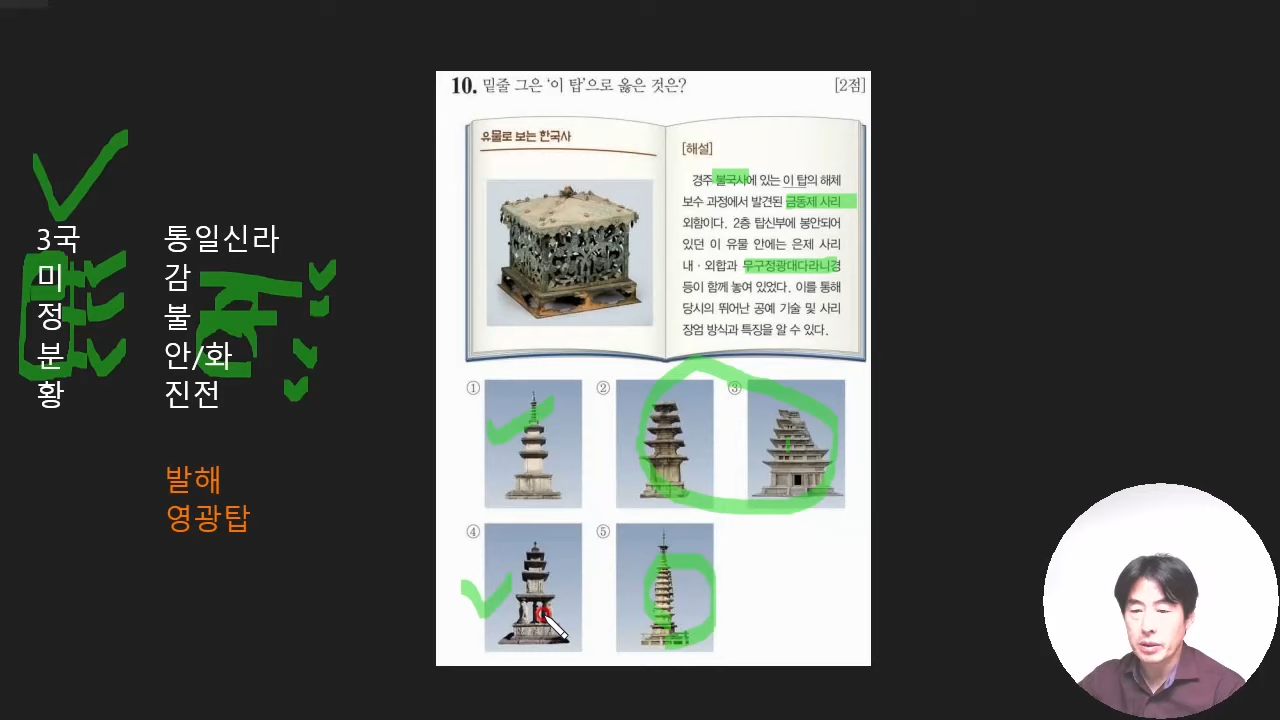 3국
미
정
분
황
통일신라
감
불
안/화
진전
발해
영광탑
10. 밑줄 그은 '이 탑'으로 옳은 것은? [2점]
유물로 보는 한국사
[해설]
경주 불국사에 있는 이 탑의 해체
보수 과정에서 발견된 금동제 사리
외함이다. 2층 탑신부에 봉안되어
있던 이 유물 안에는 은제 사리
내·외합과 무구정광대다라니경
등이 함께 놓여 있었다. 이를 통해
당시의 뛰어난 공예 기술 및 사리
장엄 방식과 특징을 알 수 있다.
① ② ③
④ ⑤